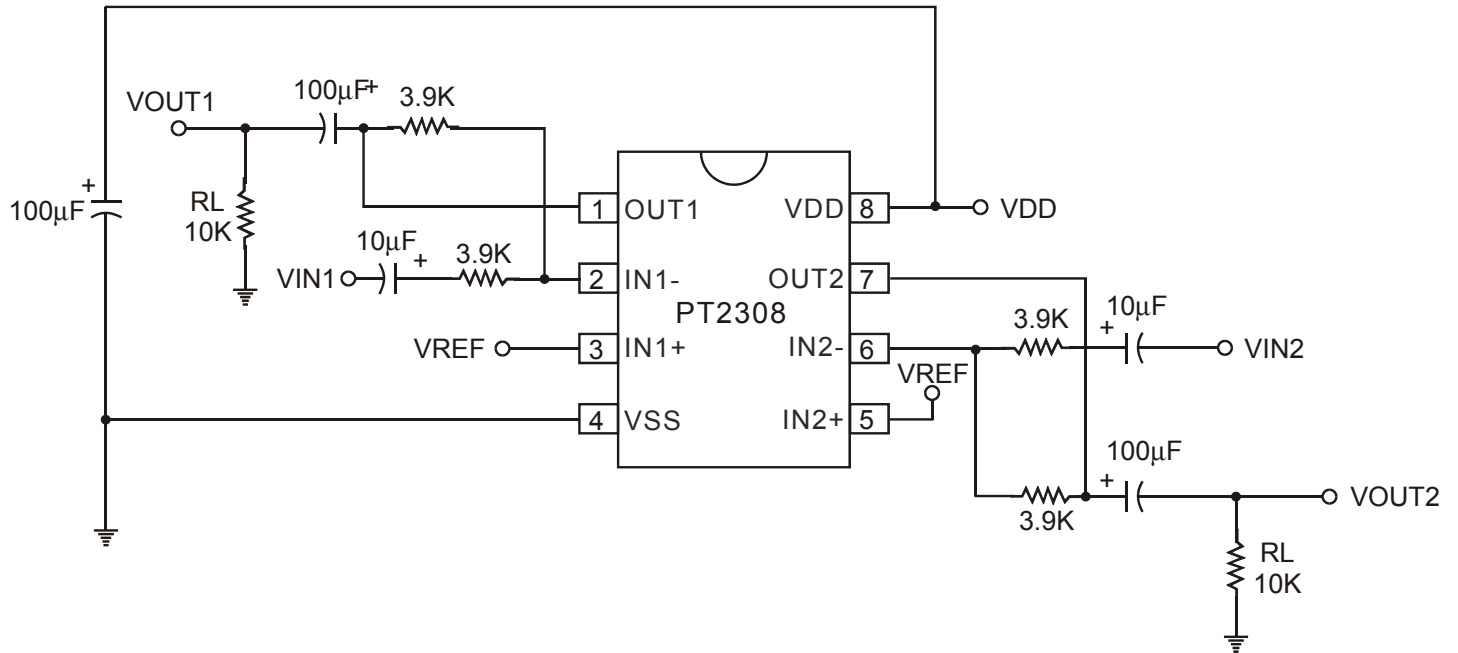 100μF+
3.9K
VOUT1
+
100μF
RL
10K
1
OUT1
VDD
8
VDD
10μF
+
3.9K
VIN1
2
IN1-
OUT2
7
PT2308
3.9K
+
10μF
VREF
3
IN1+
IN2-
6
VIN2
VREF
4
VSS
IN2+
5
100μF
+
3.9K
VOUT2
RL
10K